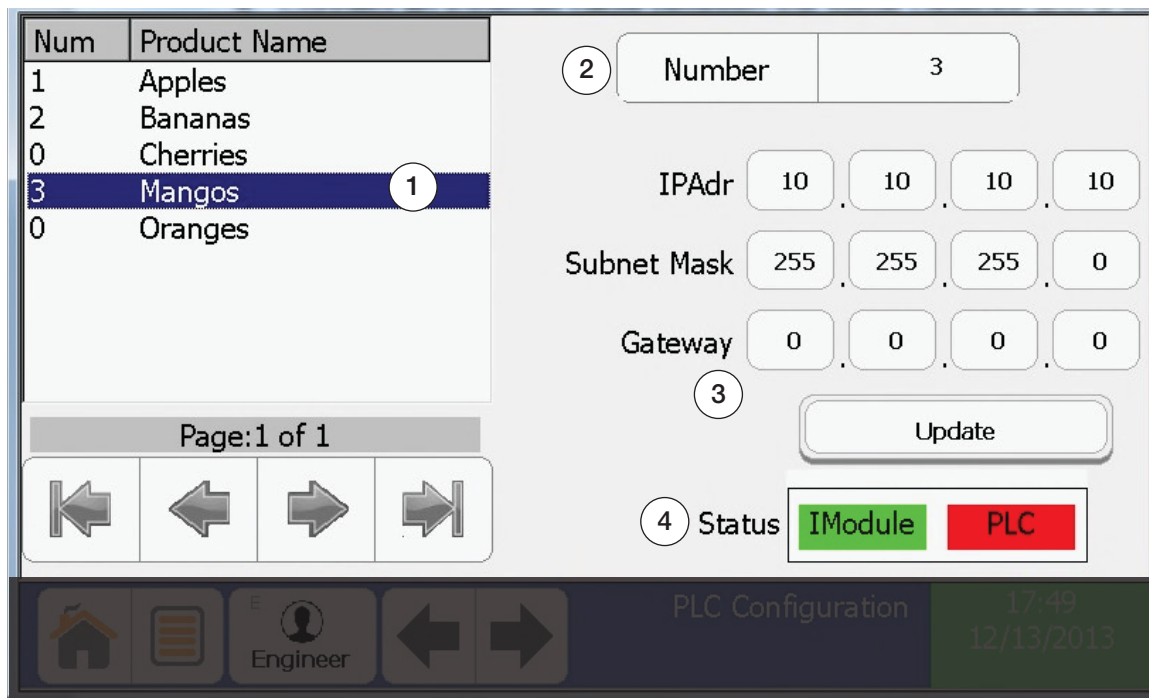 Num Product Name
1 Apples
2 Bananas
0 Cherries
3 Mangos 1
0 Oranges
Page:1 of 1
2 Number 3
IPAdr 10 . 10 . 10 . 10
Subnet Mask 255 . 255 . 255 . 0
Gateway 0 . 0 . 0 . 0
3
Update
4 Status IModule PLC
E
Engineer
PLC Configuration
17:49
12/13/2013